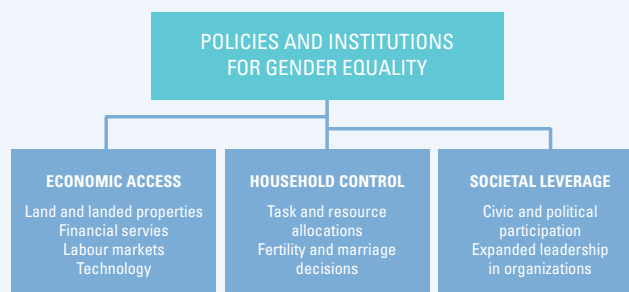 POLICIES AND INSTITUTIONS
FOR GENDER EQUALITY
ECONOMIC ACCESS
Land and landed properties
Financial servies
Labour markets
Technology
HOUSEHOLD CONTROL
Task and resource
allocations
Fertility and marriage
decisions
SOCIETAL LEVERAGE
Civic and political
participation
Expanded leadership
in organizations